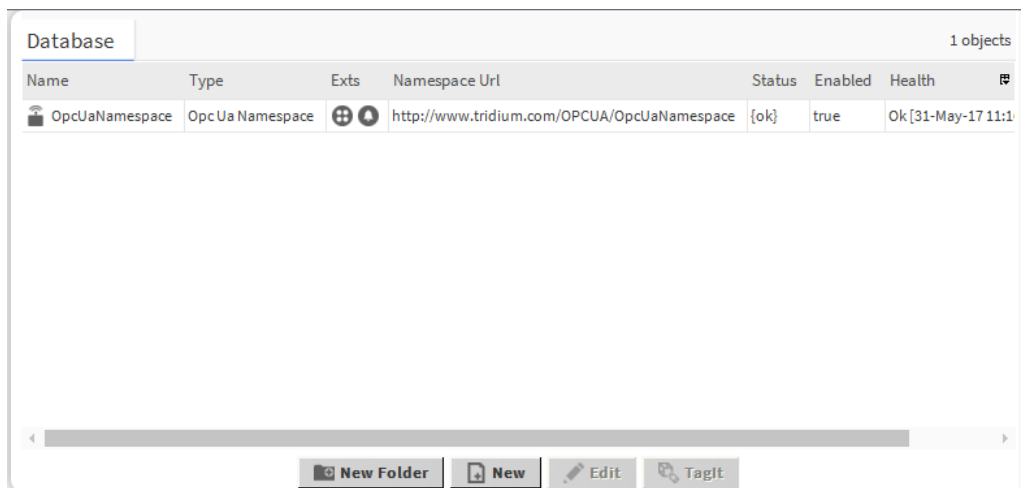 Database 1 objects
Name Type Exts Namespace Url Status Enabled Health
OpcUaNamespace Opc Ua Namespace http://www.tridium.com/OPCUA/OpcUaNamespace {ok} true Ok [31-May-17 11:1
New Folder New Edit TagIt